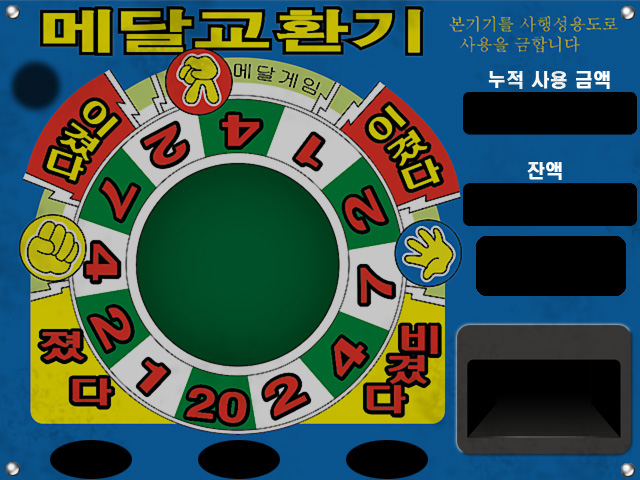 메달교환기
본기기를 사행성용도로
사용을 금합니다
메달게임
누적 사용 금액
잔액
이겼다
이겼다
4
1
2
7
4
2
20
1
2
4
7
2
졌다
비겼다